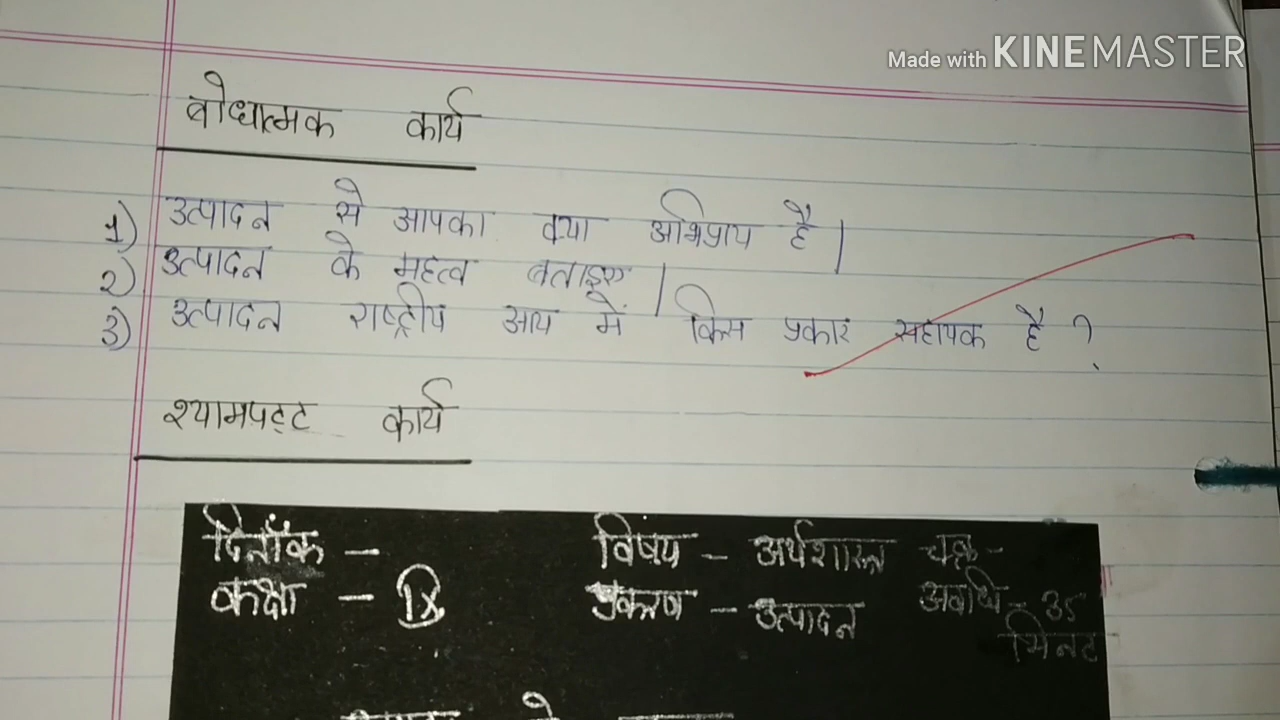 Made with KINEMASTER
बोधात्मक कार्य
1) उत्पादन से आपका क्या अभिप्राय है|
2) उत्पादन के महत्व बताइए|
3) उत्पादन राष्ट्रीय आय में किस प्रकार सहायक है ?
श्यामपट्ट कार्य
दिनाँक – विषय – अर्थशास्त्र चक्र –
कक्षा – IX प्रकरण – उत्पादन अवधि – 35
मिनट